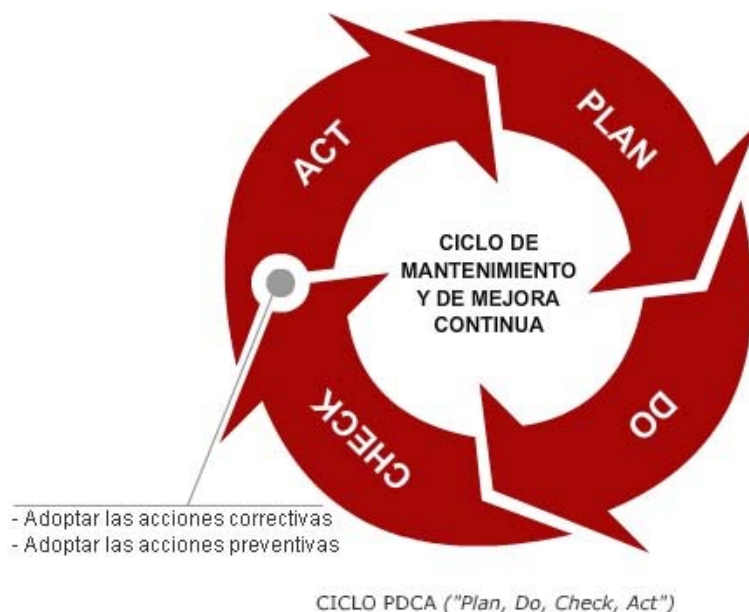 ACT
PLAN
CICLO DE
MANTENIMIENTO
Y DE MEJORA
CONTINUA
CHECK
DO
- Adoptar las acciones correctivas
- Adoptar las acciones preventivas
CICLO PDCA ("Plan, Do, Check, Act")